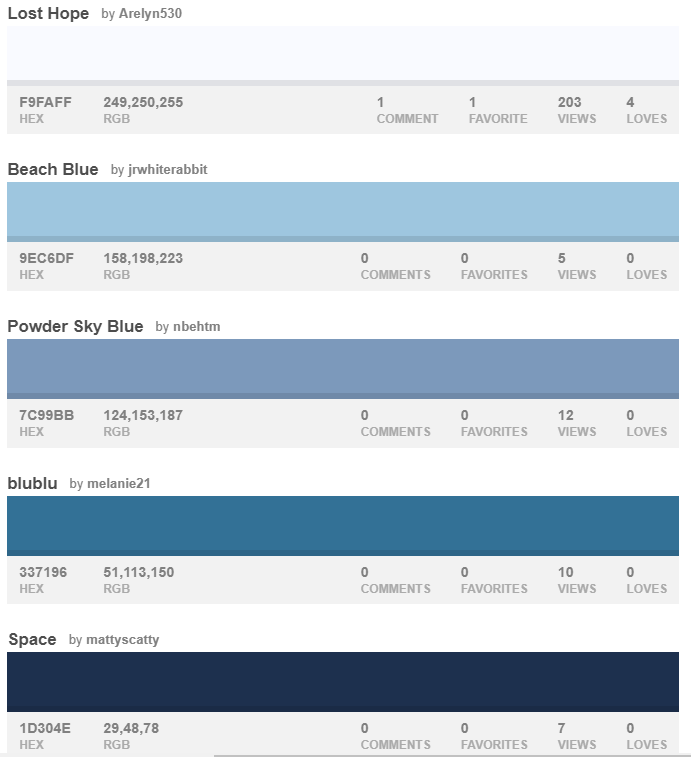 Lost Hope by Arelyn530
F9FAFF 249,250,255 1 1 203 4
HEX RGB COMMENT FAVORITE VIEWS LOVES
Beach Blue by jrwhiterabbit
9EC6DF 158,198,223 0 0 5 0
HEX RGB COMMENTS FAVORITES VIEWS LOVES
Powder Sky Blue by nbehtm
7C99BB 124,153,187 0 0 12 0
HEX RGB COMMENTS FAVORITES VIEWS LOVES
blublu by melanie21
337196 51,113,150 0 0 10 0
HEX RGB COMMENTS FAVORITES VIEWS LOVES
Space by mattyscatty
1D304E 29,48,78 0 0 7 0
HEX RGB COMMENTS FAVORITES VIEWS LOVES